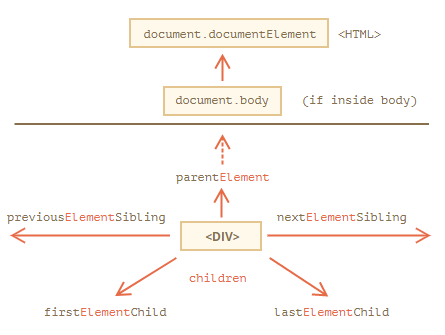 document.documentElement <HTML>
document.body (if inside body)
parentElement
previousElementSibling nextElementSibling
<DIV>
children
firstElementChild lastElementChild